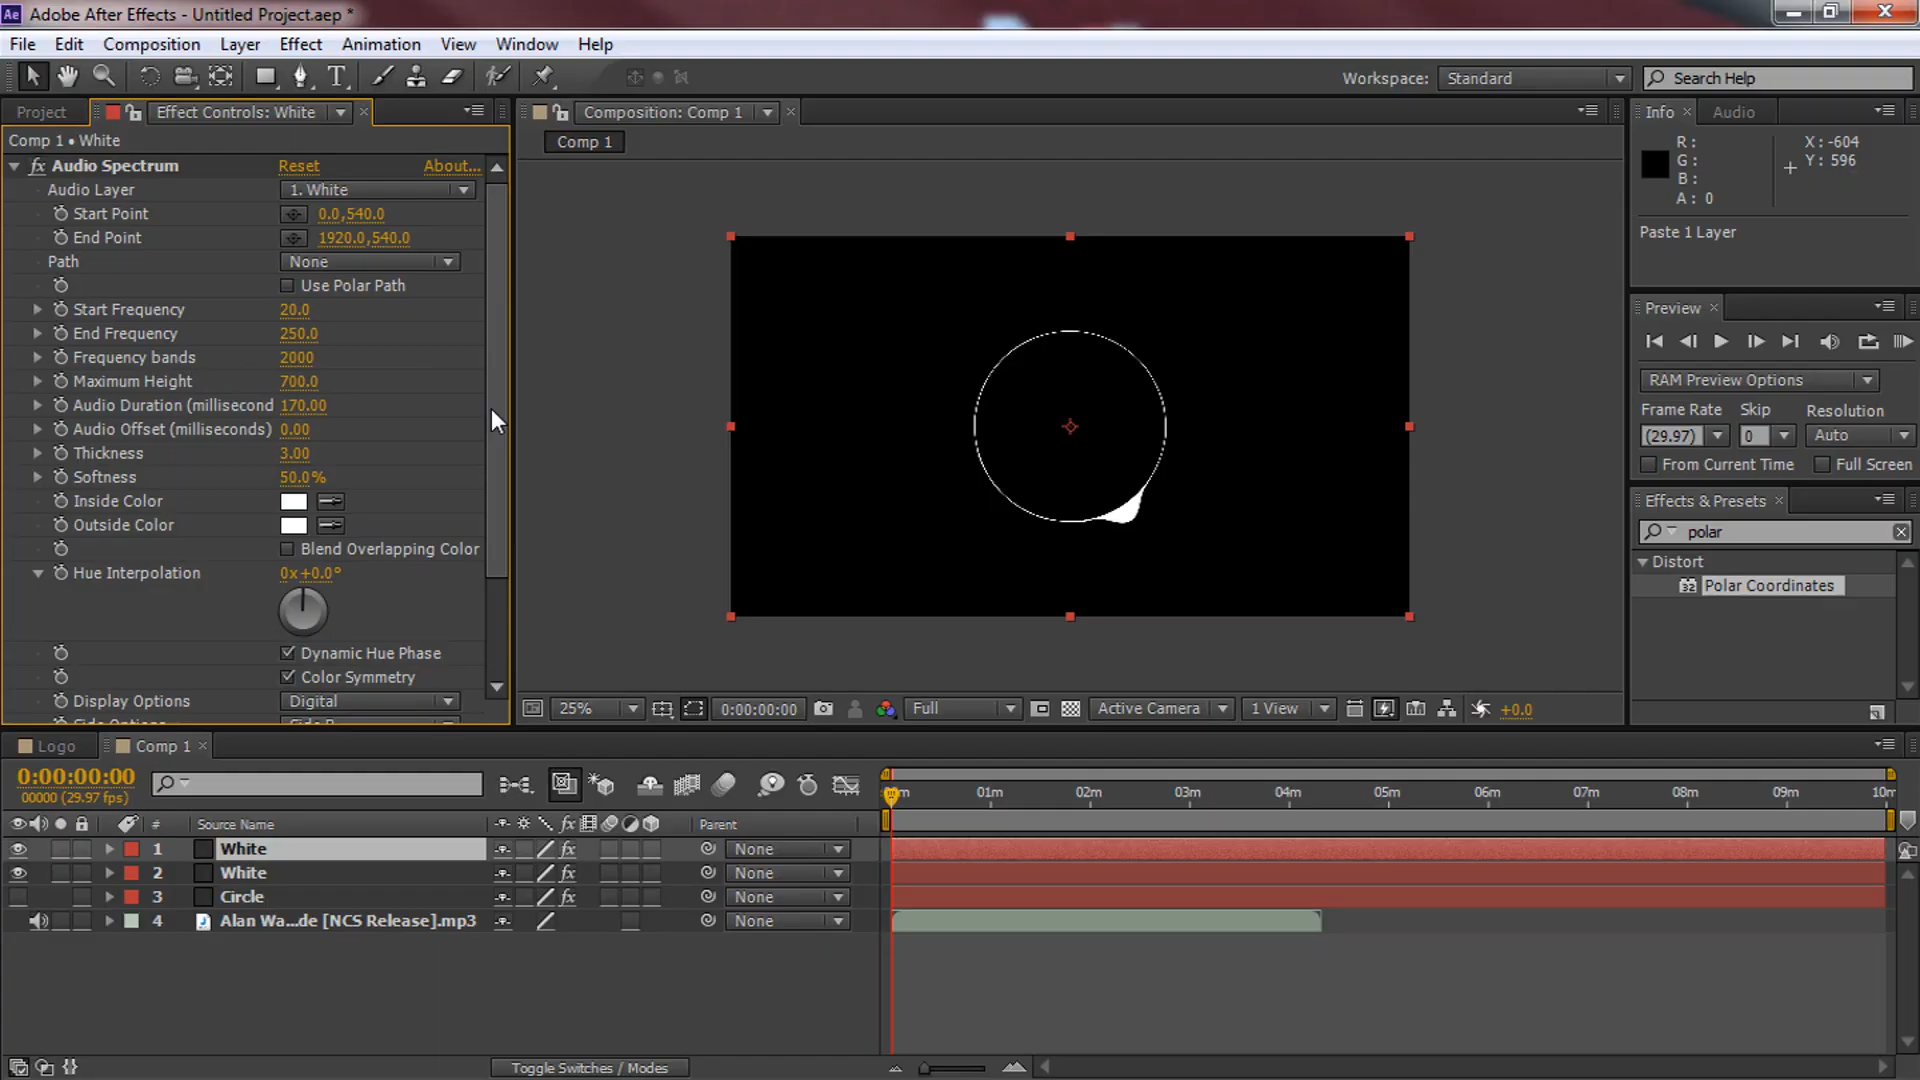 Adobe After Effects - Untitled Project.aep *
File Edit Composition Layer Effect Animation View Window Help
Workspace: Standard Search Help
Project Effect Controls: White
Composition: Comp 1
Info Audio
Comp 1 • White
Comp 1
Audio Spectrum Reset About...
Audio Layer 1. White
Start Point 0.0,540.0
End Point 1920.0,540.0
Path None
Use Polar Path
Start Frequency 20.0
End Frequency 250.0
Frequency bands 2000
Maximum Height 700.0
Audio Duration (millisecond 170.00
Audio Offset (milliseconds) 0.00
Thickness 3.00
Softness 50.0%
Inside Color
Outside Color
Blend Overlapping Color
Hue Interpolation 0x+0.0°
Dynamic Hue Phase
Color Symmetry
Display Options Digital
R:
G:
B:
A: 0
X: -604
Y: 596
Paste 1 Layer
Preview
RAM Preview Options
Frame Rate Skip Resolution
(29.97) 0 Auto
From Current Time Full Screen
Effects & Presets
polar
Distort
32 Polar Coordinates
25% 0:00:00:00 Full Active Camera 1 View +0.0
Logo Comp 1
0:00:00:00
00000 (29.97 fps)
01m 02m 03m 04m 05m 06m 07m 08m 09m
# Source Name fx Parent
1 White fx None
2 White fx None
3 Circle fx None
4 Alan Wa...de [NCS Release].mp3 None
Toggle Switches / Modes